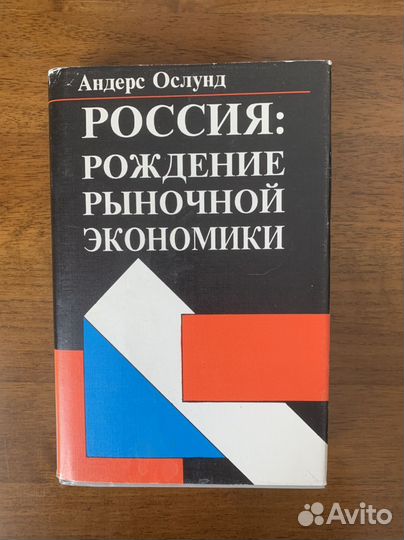 Андерс Ослунд
РОССИЯ:
РОЖДЕНИЕ
РЫНОЧНОЙ
ЭКОНОМИКИ
Avito